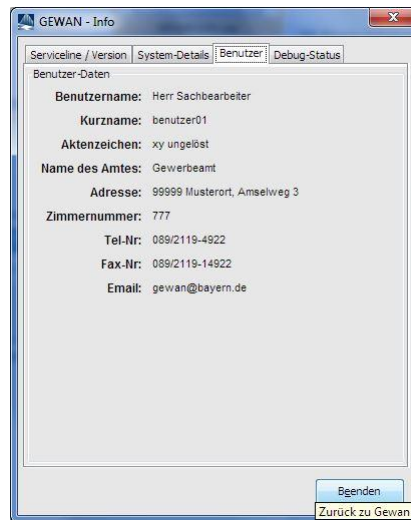 GEWAN - Info
Serviceline / Version System-Details Benutzer Debug-Status
Benutzer-Daten
Benutzername: Herr Sachbearbeiter
Kurzname: benutzer01
Aktenzeichen: xy ungelöst
Name des Amtes: Gewerbeamt
Adresse: 99999 Musterort, Amselweg 3
Zimmernummer: 777
Tel-Nr: 089/2119-4922
Fax-Nr: 089/2119-14922
Email: gewan@bayern.de
Beenden
Zurück zu Gewan